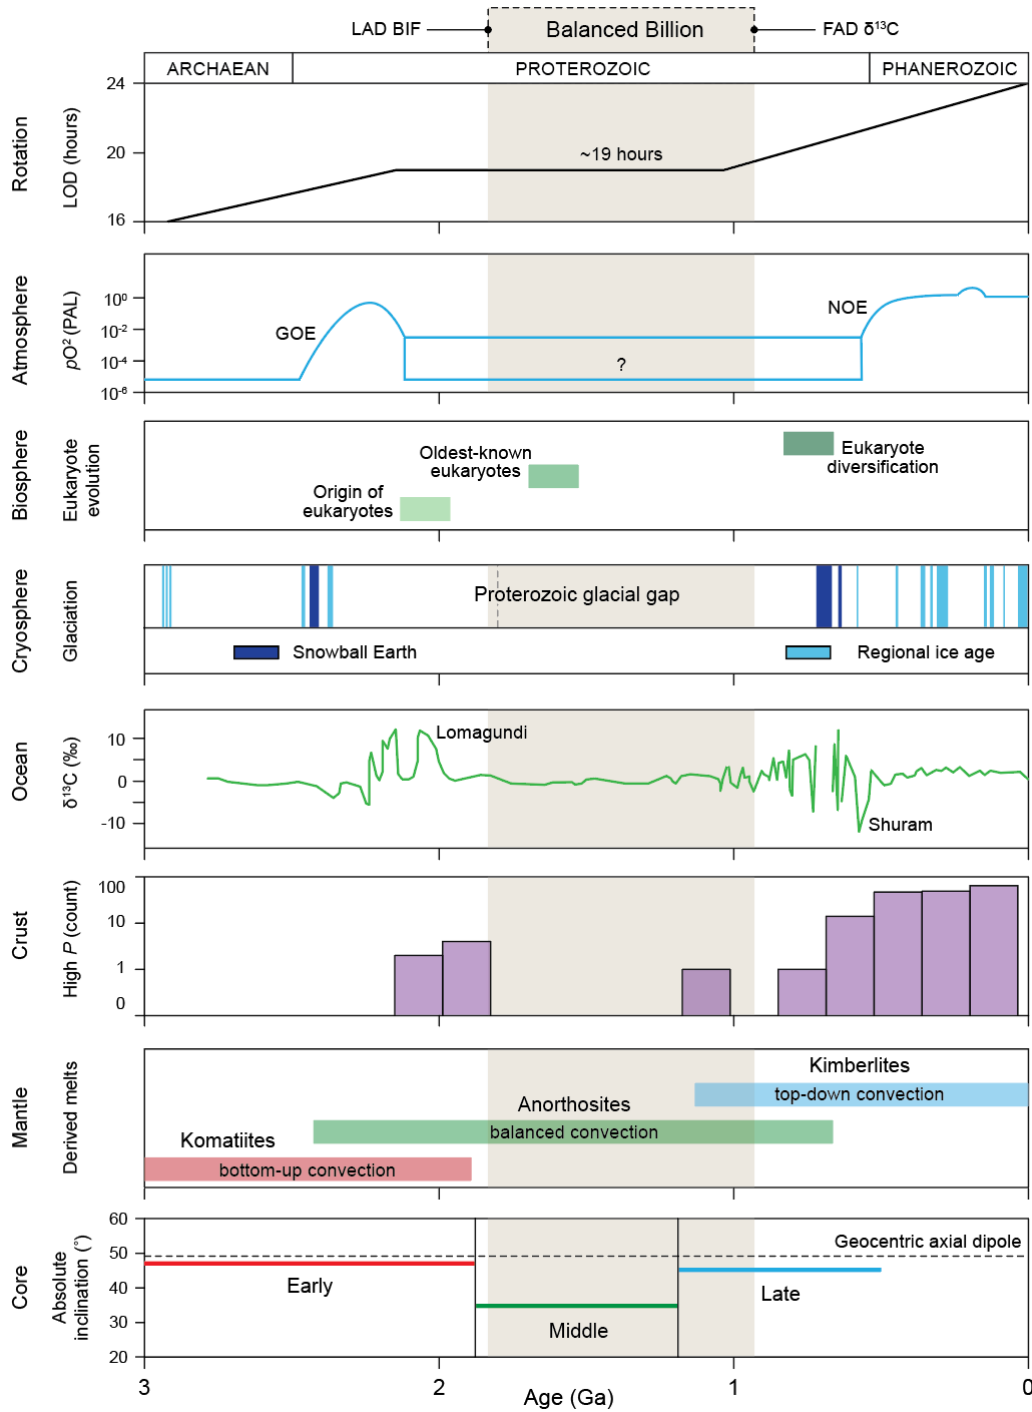 LAD BIF
Balanced Billion
FAD δ¹³C
ARCHAEAN
PROTEROZOIC
PHANEROZOIC
Rotation
LOD (hours)
24
20
16
~19 hours
Atmosphere
pO² (PAL)
10⁰
10⁻²
10⁻⁴
10⁻⁶
GOE
?
NOE
Biosphere
Eukaryote
evolution
Origin of
eukaryotes
Oldest-known
eukaryotes
Eukaryote
diversification
Cryosphere
Glaciation
Proterozoic glacial gap
Snowball Earth
Regional ice age
Ocean
δ¹³C (‰)
10
0
-10
Lomagundi
Shuram
Crust
High P (count)
100
10
1
0
Mantle
Derived melts
Kimberlites
top-down convection
Anorthosites
balanced convection
Komatiites
bottom-up convection
Core
Absolute
inclination (°)
60
50
40
30
20
Geocentric axial dipole
Early
Middle
Late
3
2
1
0
Age (Ga)